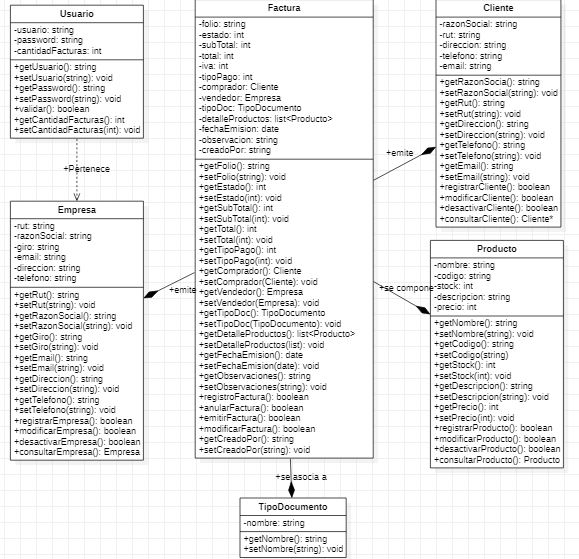 Usuario
-usuario: string
-password: string
-cantidadFacturas: int
+getUsuario(): string
+setUsuario(string): void
+getPassword(): string
+setPassword(string): void
+validar(): boolean
+getCantidadFacturas(): int
+setCantidadFacturas(int): void
+Pertenece
Empresa
-rut: string
-razonSocial: string
-giro: string
-email: string
-direccion: string
-telefono: string
+getRut(): string
+setRut(string): void
+getRazonSocial(): string
+setRazonSocial(string): void
+getGiro(): string
+setGiro(string): void
+getEmail(): string
+setEmail(string): void
+getDireccion(): string
+setDireccion(string): void
+getTelefono(): string
+setTelefono(string): void
+registrarEmpresa(): boolean
+modificarEmpresa(): boolean
+desactivarEmpresa(): boolean
+consultarEmpresa(): Empresa
+emite
Factura
-folio: string
-estado: int
-subTotal: int
-total: int
-iva: int
-tipoPago: int
-comprador: Cliente
-vendedor: Empresa
-tipoDoc: TipoDocumento
-detalleProductos: list<Producto>
-fechaEmision: date
-observacion: string
-creadoPor: string
+getFolio(): string
+setFolio(string): void
+getEstado(): int
+setEstado(int): void
+getSubTotal(): int
+setSubTotal(int): void
+getTotal(): int
+setTotal(int): void
+getTipoPago(): int
+setTipoPago(int): void
+getComprador(): Cliente
+setComprador(Cliente): void
+getVendedor(): Empresa
+setVendedor(Empresa): void
+getTipoDoc(): TipoDocumento
+setTipoDoc(TipoDocumento): void
+getDetalleProductos(): list<Producto>
+setDetalleProductos(list): void
+getFechaEmision(): date
+setFechaEmision(date): void
+getObservaciones(): string
+setObservaciones(string): void
+registroFactura(): boolean
+anularFactura(): boolean
+emitirFactura(): boolean
+modificarFactura(): boolean
+getCreadoPor(): string
+setCreadoPor(string): void
+emite
+se compone
+se asocia a
Cliente
-razonSocial: string
-rut: string
-direccion: string
-telefono: string
-email: string
+getRazonSocia(): string
+setRazonSocial(string): void
+getRut(): string
+setRut(string): void
+getDireccion(): string
+setDireccion(string): void
+getTelefono(): string
+setTelefono(string): void
+getEmail(): string
+setEmail(string): void
+registrarCliente(): boolean
+modificarCliente(): boolean
+desactivarCliente(): boolean
+consultarCliente(): Cliente*
Producto
-nombre: string
-codigo: string
-stock: int
-descripcion: string
-precio: int
+getNombre(): string
+setNombre(string): void
+getCodigo(): string
+setCodigo(string)
+getStock(): int
+setStock(int): void
+getDescripcion(): string
+setDescripcion(string): void
+getPrecio(): int
+setPrecio(int): void
+registrarProducto(): boolean
+modificarProducto(): boolean
+desactivarProducto(): boolean
+consultarProducto(): Producto
TipoDocumento
-nombre: string
+getNombre(): string
+setNombre(string): void